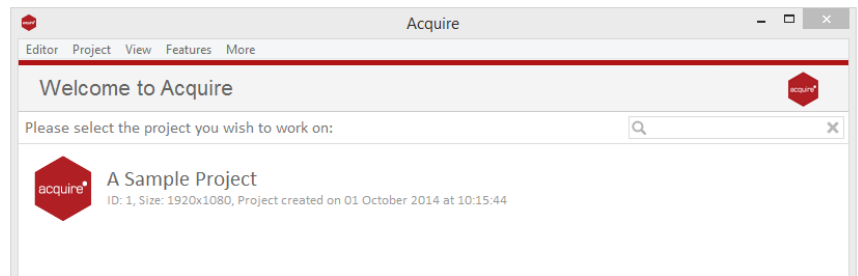 acquire
Acquire
Editor Project View Features More
Welcome to Acquire
acquire
Please select the project you wish to work on:
acquire
A Sample Project
ID: 1, Size: 1920x1080, Project created on 01 October 2014 at 10:15:44